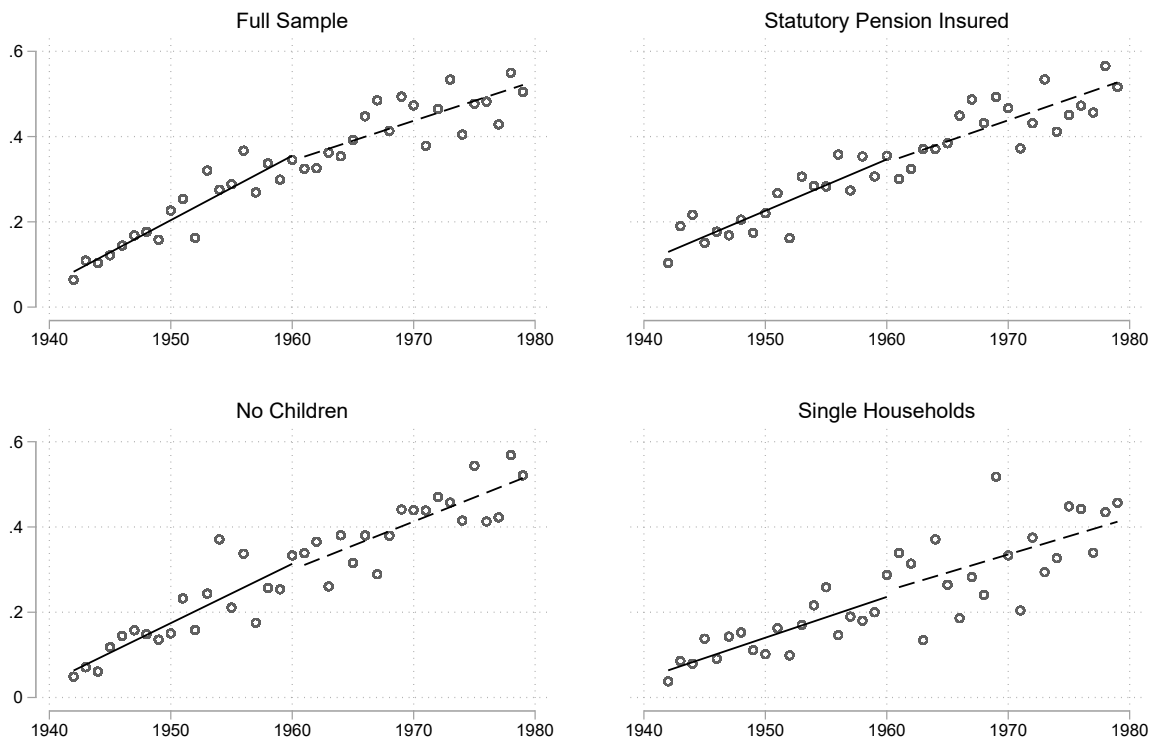 Full Sample
Statutory Pension Insured
.6
.4
.2
0
1940 1950 1960 1970 1980
1940 1950 1960 1970 1980
No Children
Single Households
.6
.4
.2
0
1940 1950 1960 1970 1980
1940 1950 1960 1970 1980